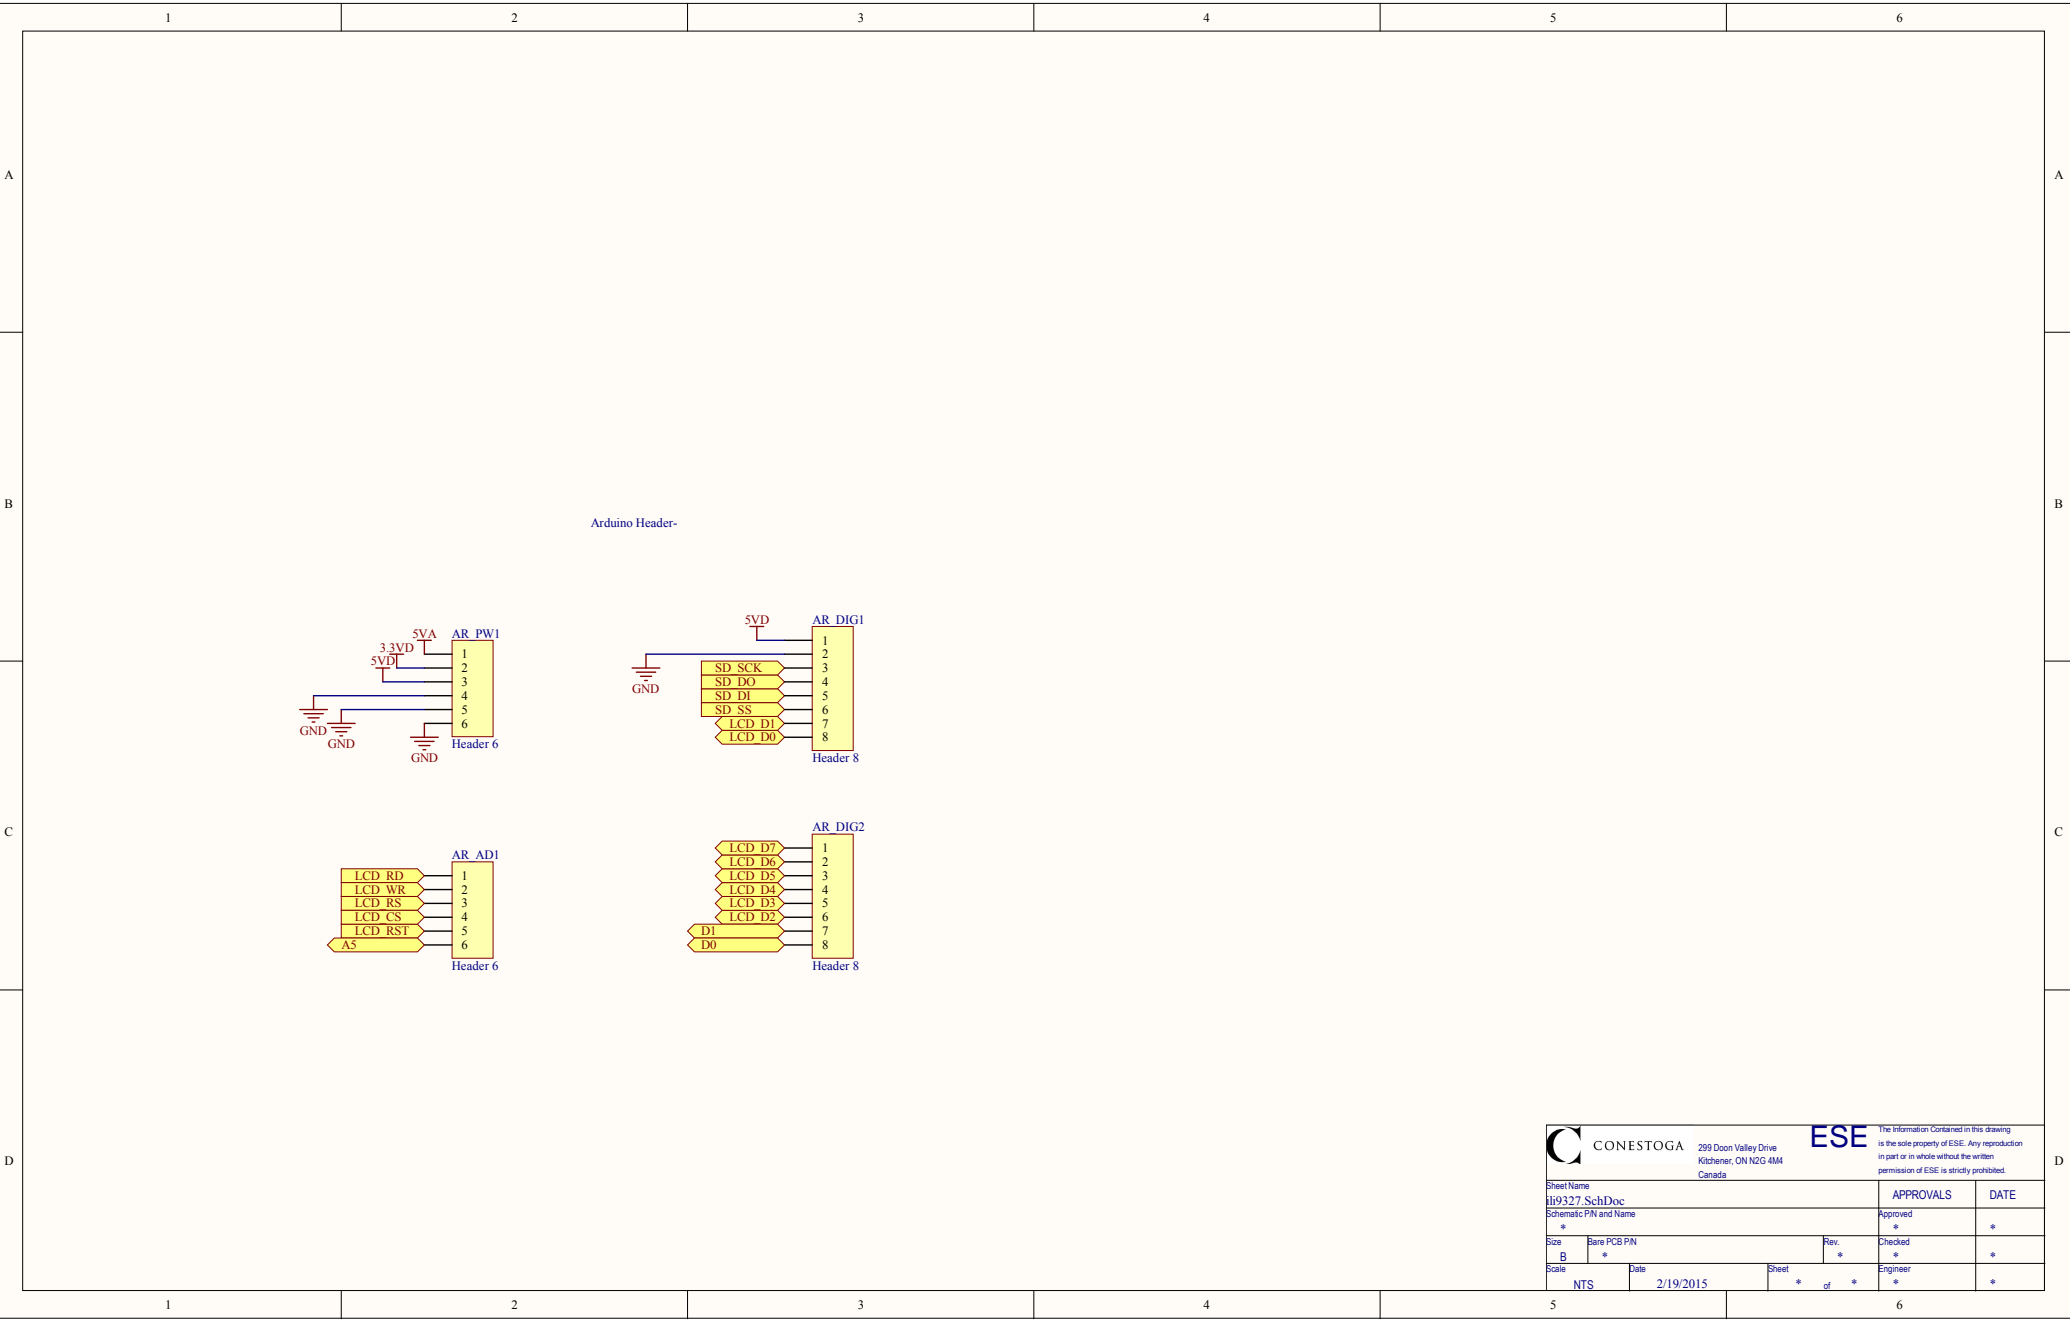 1 2 3 4 5 6
A A
B B
Arduino Header-
5VA
3.3VD
5VD
AR_PW1
1
2
3
4
5
6
GND
GND
GND
Header 6
5VD
AR_DIG1
GND
1
2
SD_SCK 3
SD_DO 4
SD_DI 5
SD_SS 6
LCD_D1 7
LCD_D0 8
Header 8
C C
AR_AD1
LCD_RD 1
LCD_WR 2
LCD_RS 3
LCD_CS 4
LCD_RST 5
A5 6
Header 6
AR_DIG2
LCD_D7 1
LCD_D6 2
LCD_D5 3
LCD_D4 4
LCD_D3 5
LCD_D2 6
D1 7
D0 8
Header 8
D D
CONESTOGA
299 Doon Valley Drive
Kitchener, ON N2G 4M4
Canada
ESE
The Information Contained in this drawing
is the sole property of ESE. Any reproduction
in part or in whole without the written
permission of ESE is strictly prohibited.
Sheet Name
ili9327.SchDoc
APPROVALS DATE
Schematic P/N and Name
*
Approved
* *
Size
B
Bare PCB P/N
*
Rev.
*
Checked
* *
Scale
NTS
Date
2/19/2015
Sheet
* of *
Engineer
* *
1 2 3 4 5 6